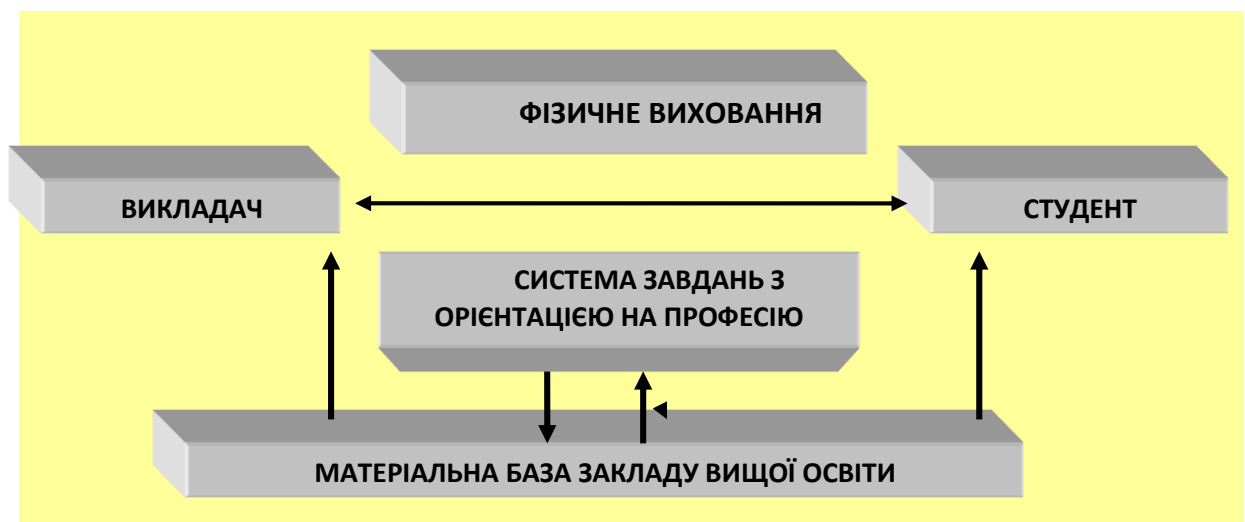 ФІЗИЧНЕ ВИХОВАННЯ
ВИКЛАДАЧ
СТУДЕНТ
СИСТЕМА ЗАВДАНЬ З
ОРІЄНТАЦІЄЮ НА ПРОФЕСІЮ
МАТЕРІАЛЬНА БАЗА ЗАКЛАДУ ВИЩОЇ ОСВІТИ